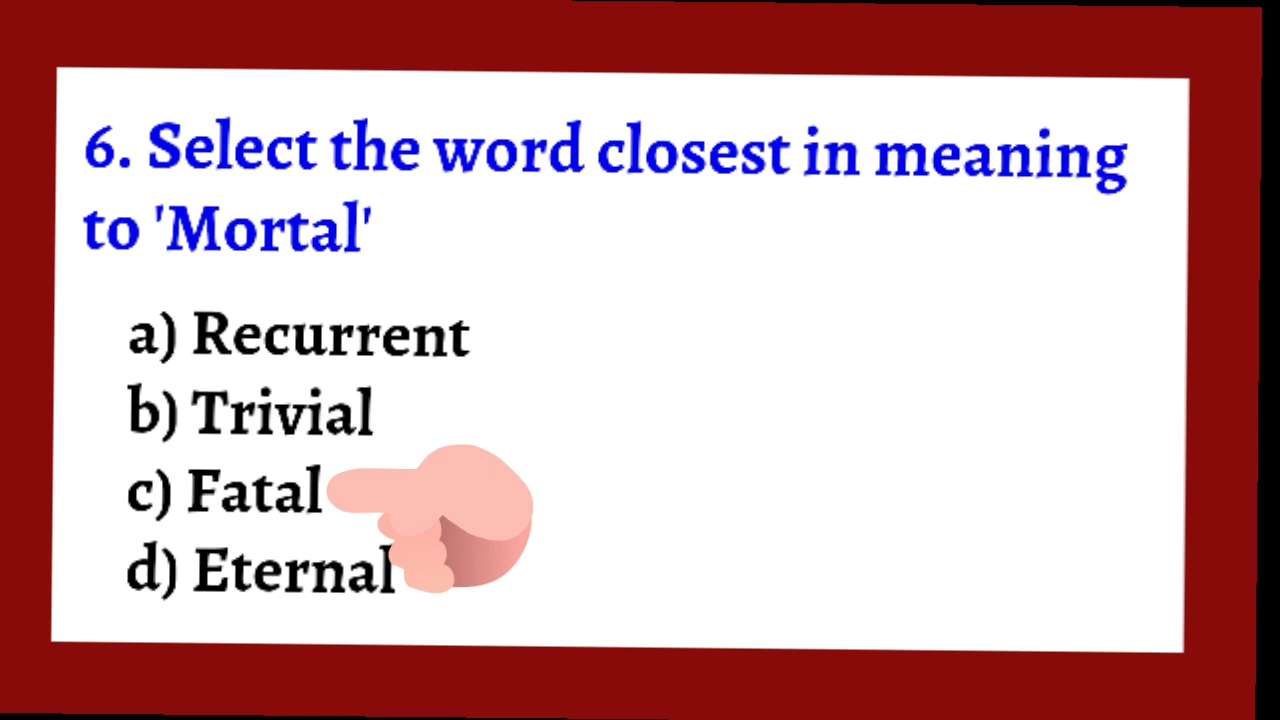 6. Select the word closest in meaning
to 'Mortal'
a) Recurrent
b) Trivial
c) Fatal
d) Eternal